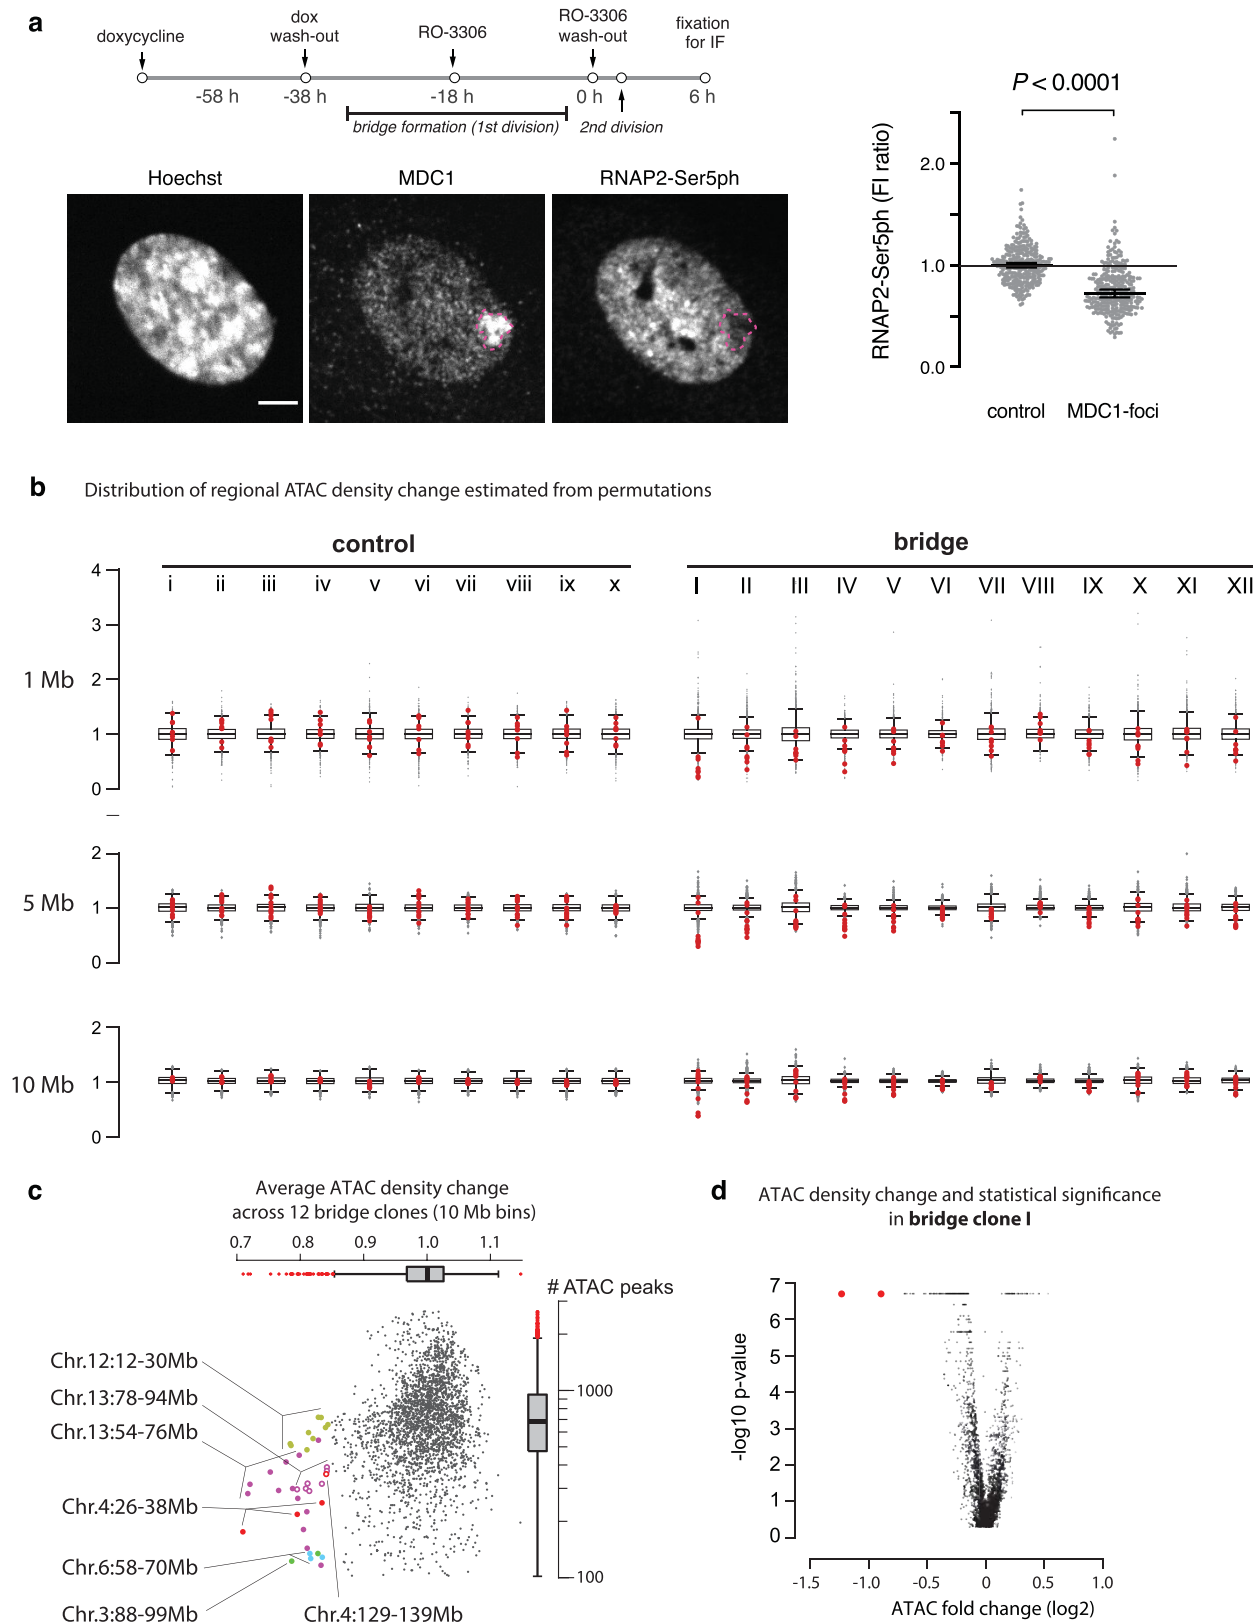 a
doxycycline
dox
wash-out
RO-3306
RO-3306
wash-out
fixation
for IF
-58 h
-38 h
-18 h
0 h
6 h
bridge formation (1st division)
2nd division
Hoechst
MDC1
RNAP2-Ser5ph
P < 0.0001
RNAP2-Ser5ph (FI ratio)
2.0
1.0
0.0
control
MDC1-foci
b
Distribution of regional ATAC density change estimated from permutations
control
bridge
i ii iii iv v vi vii viii ix x
I II III IV V VI VII VIII IX X XI XII
1 Mb
4
3
2
1
0
5 Mb
2
1
0
10 Mb
2
1
0
c
Average ATAC density change
across 12 bridge clones (10 Mb bins)
0.7 0.8 0.9 1.0 1.1
# ATAC peaks
1000
100
Chr.12:12-30Mb
Chr.13:78-94Mb
Chr.13:54-76Mb
Chr.4:26-38Mb
Chr.6:58-70Mb
Chr.3:88-99Mb
Chr.4:129-139Mb
d
ATAC density change and statistical significance
in bridge clone I
-log10 p-value
7
6
5
4
3
2
1
0
-1.5 -1.0 -0.5 0 0.5 1.0
ATAC fold change (log2)